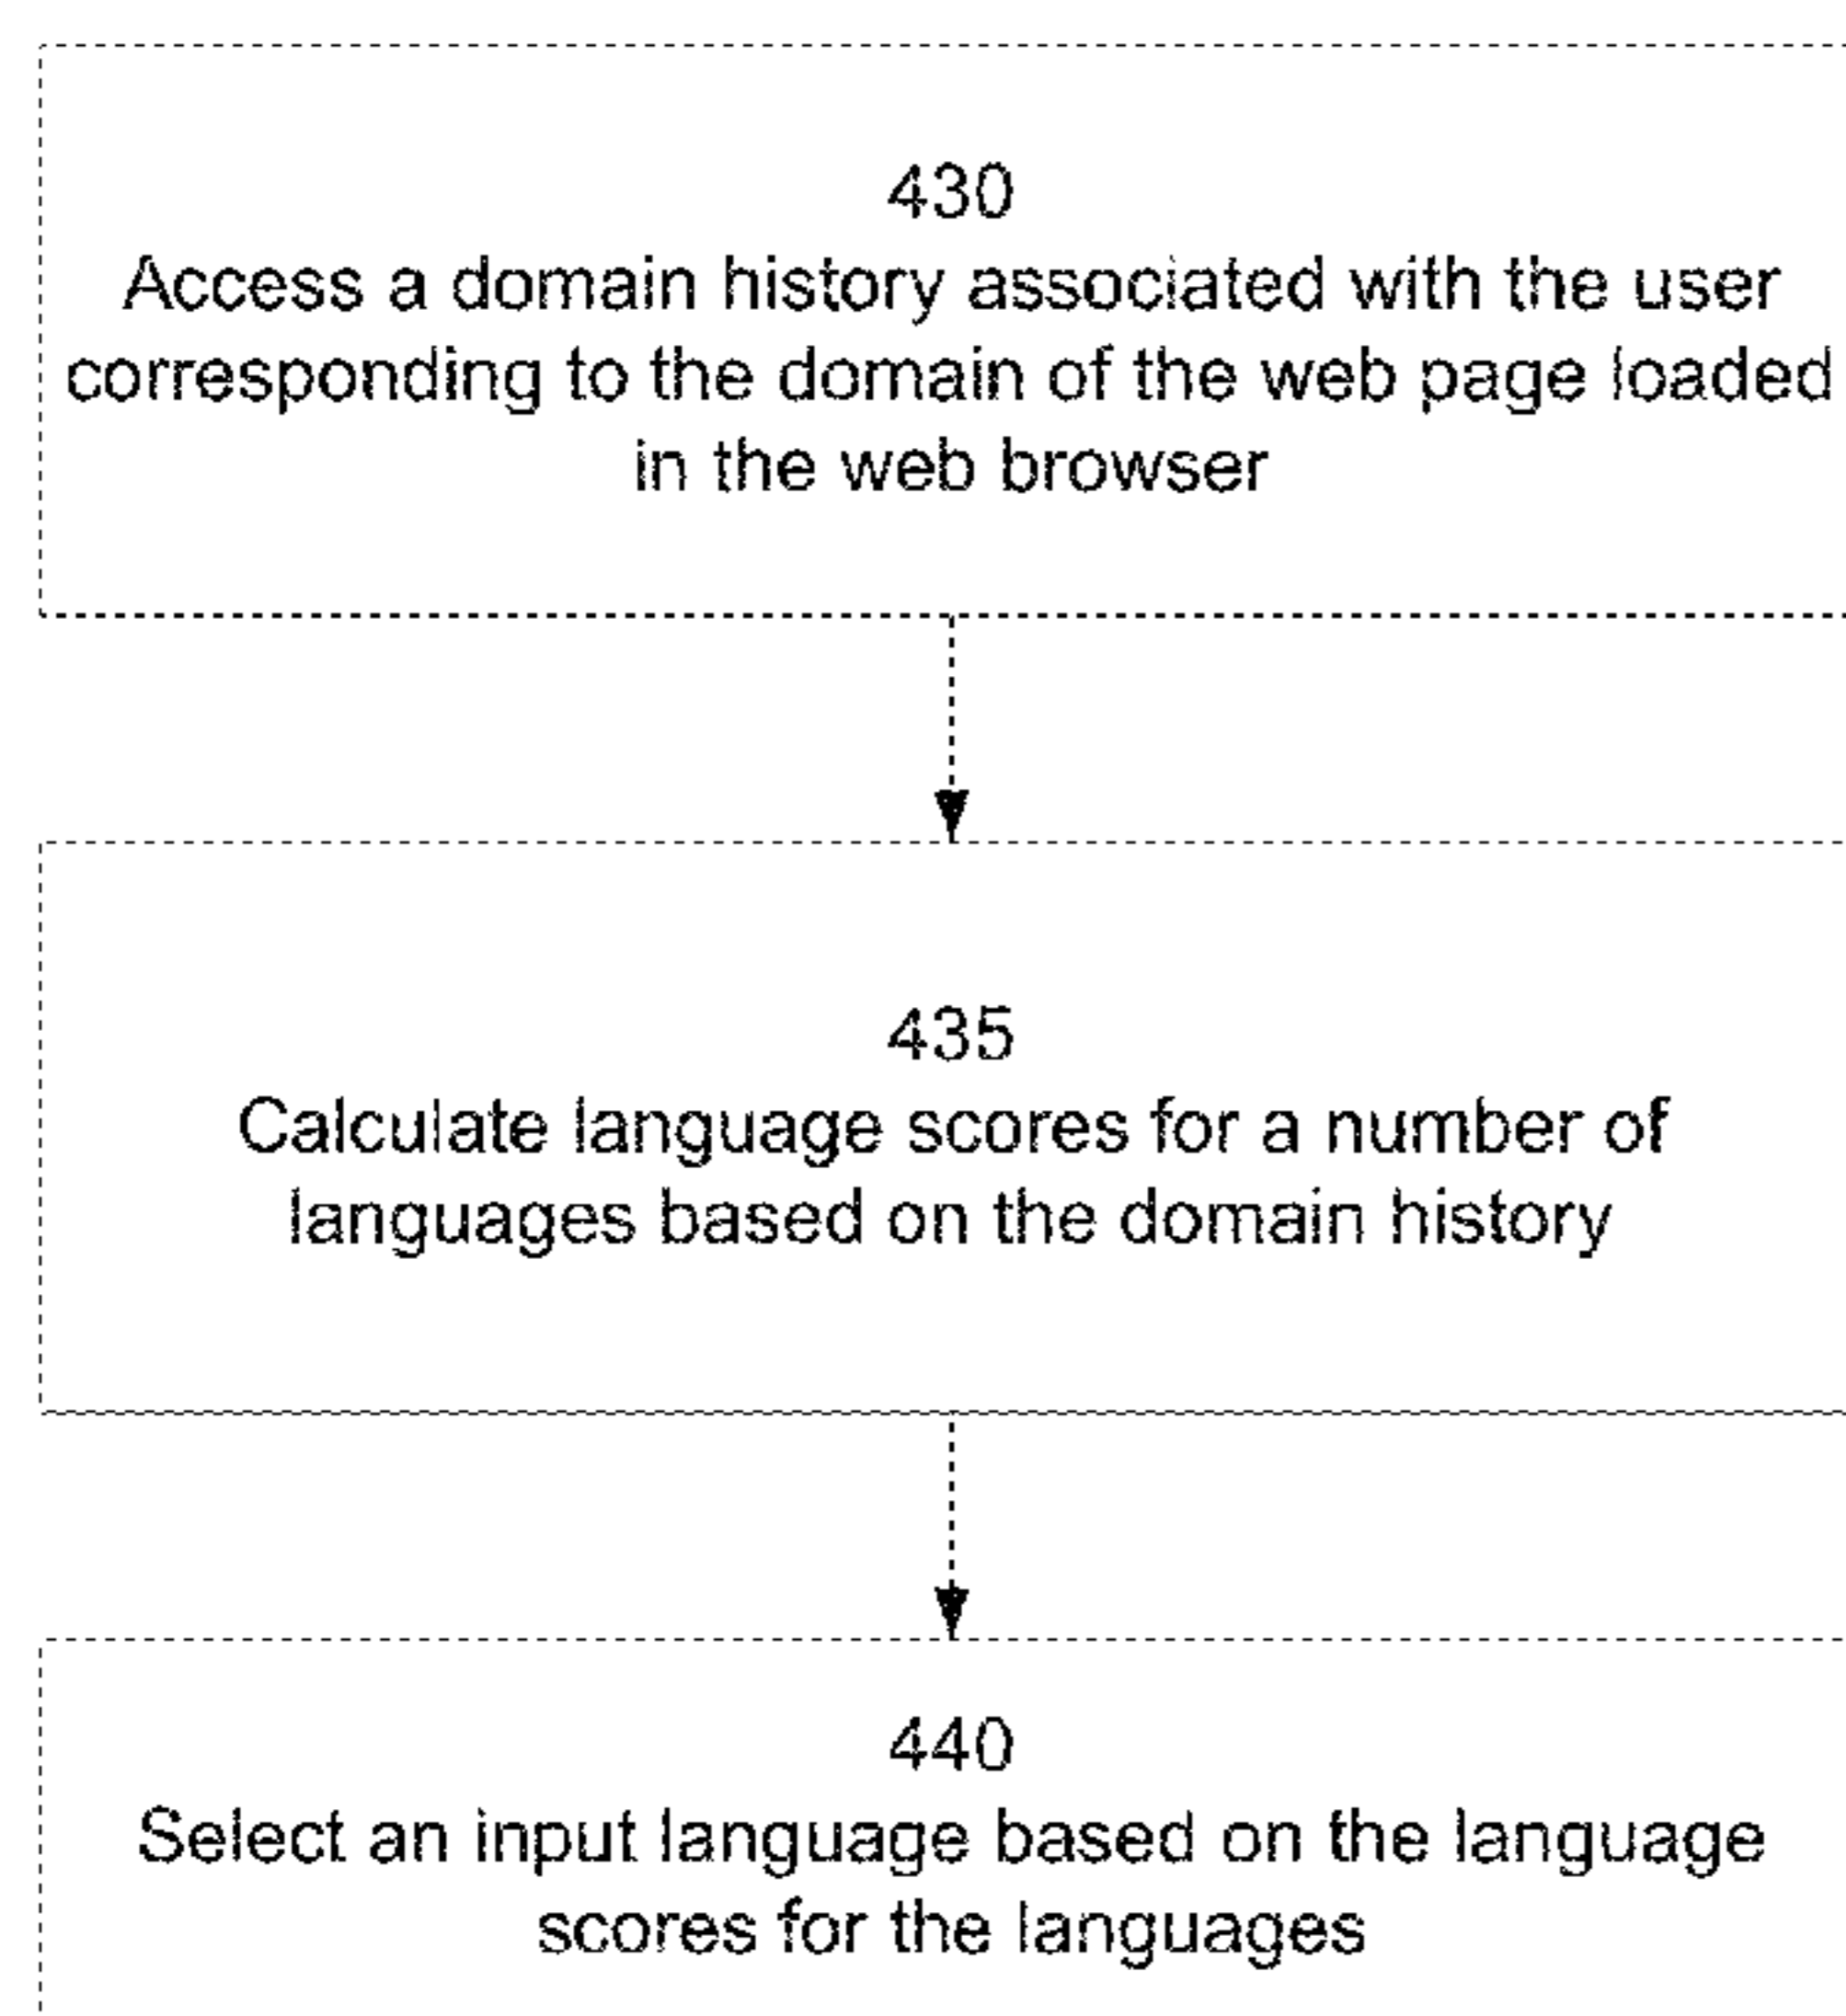 430
Access a domain history associated with the user
corresponding to the domain of the web page loaded
in the web browser
435
Calculate language scores for a number of
languages based on the domain history
440
Select an input language based on the language
scores for the languages